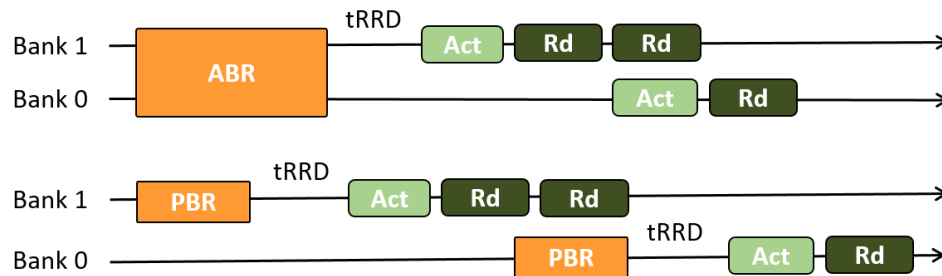 tRRD
Bank 1 Act Rd Rd
ABR
Bank 0 Act Rd
tRRD
Bank 1 PBR Act Rd Rd
tRRD
Bank 0 PBR Act Rd